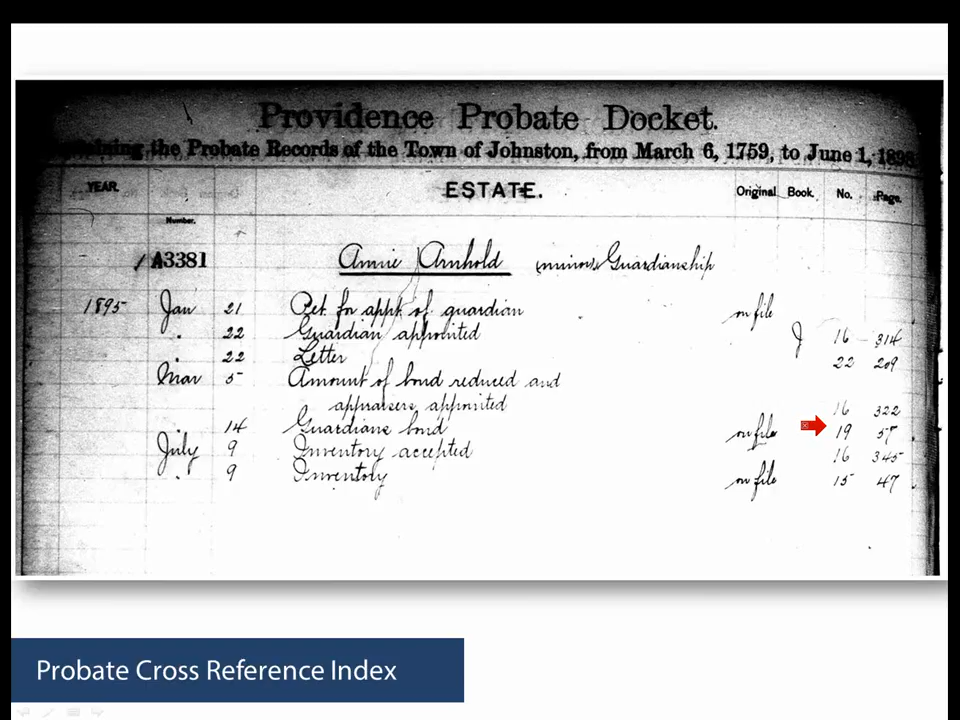 Providence Probate Docket.
the Probate Records of the Town of Johnston, from March 6, 1759, to June 1, 1898
YEAR. ESTATE. Original Book. No. Page.
Number.
A3381 Annie Arnhold (minor) Guardianship
1895 Jan 21 Pet. for appt. of guardian on file
" 22 Guardian appointed J 16 314
" 22 Letter 22 209
Mar 5 Amount of bond reduced and
appraisers appointed 16 322
14 Guardians bond on file 19 57
July 9 Inventory accepted 16 345
" 9 Inventory on file 15 47
Probate Cross Reference Index